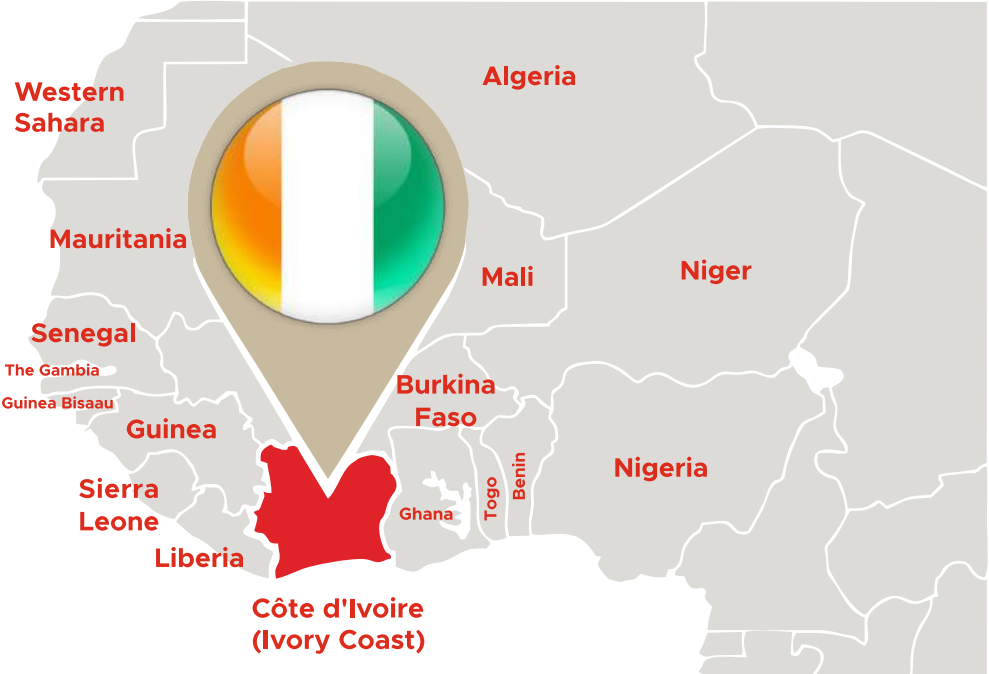 Algeria
Western
Sahara
Mauritania
Mali
Niger
Senegal
The Gambia
Guinea Bisaau
Burkina
Faso
Guinea
Nigeria
Benin
Togo
Sierra
Leone
Ghana
Liberia
Côte d'Ivoire
(Ivory Coast)